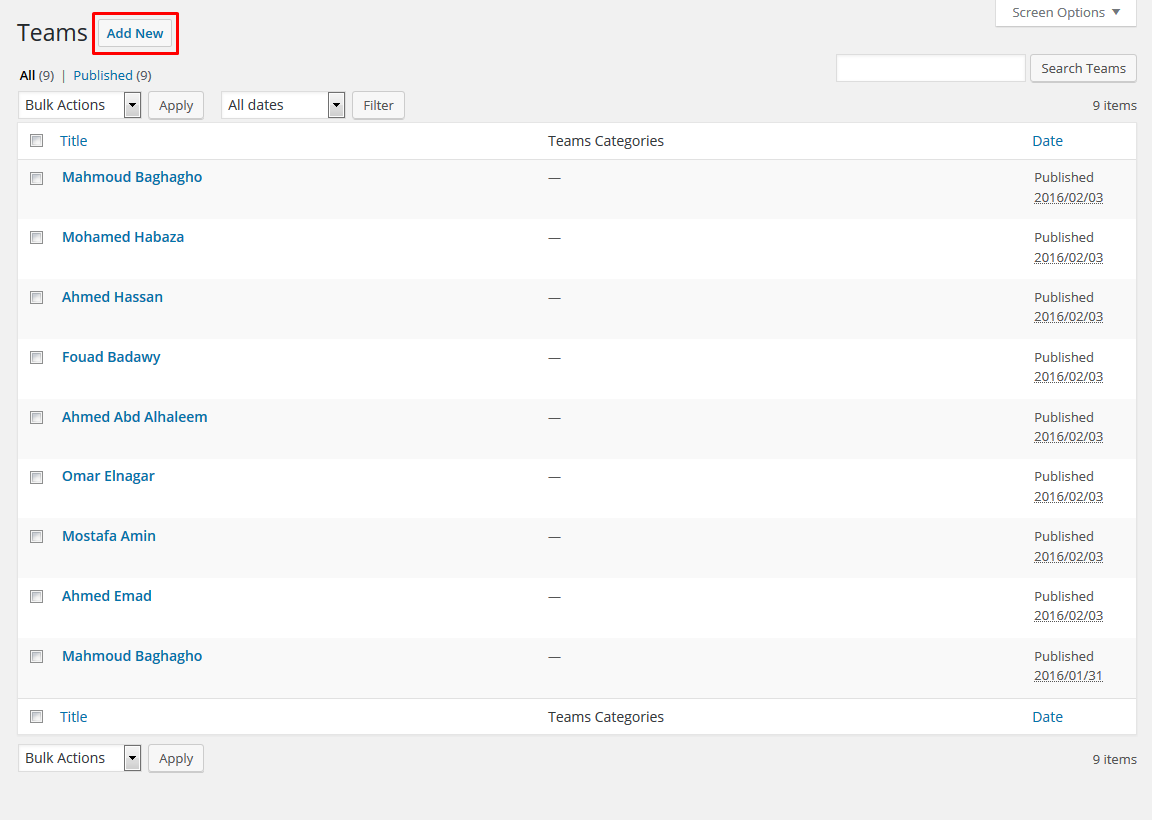 Screen Options
Teams Add New
All (9) | Published (9)
Search Teams
Bulk Actions Apply All dates Filter 9 items
Title Teams Categories Date
Mahmoud Baghagho — Published
2016/02/03
Mohamed Habaza — Published
2016/02/03
Ahmed Hassan — Published
2016/02/03
Fouad Badawy — Published
2016/02/03
Ahmed Abd Alhaleem — Published
2016/02/03
Omar Elnagar — Published
2016/02/03
Mostafa Amin — Published
2016/02/03
Ahmed Emad — Published
2016/02/03
Mahmoud Baghagho — Published
2016/01/31
Title Teams Categories Date
Bulk Actions Apply 9 items